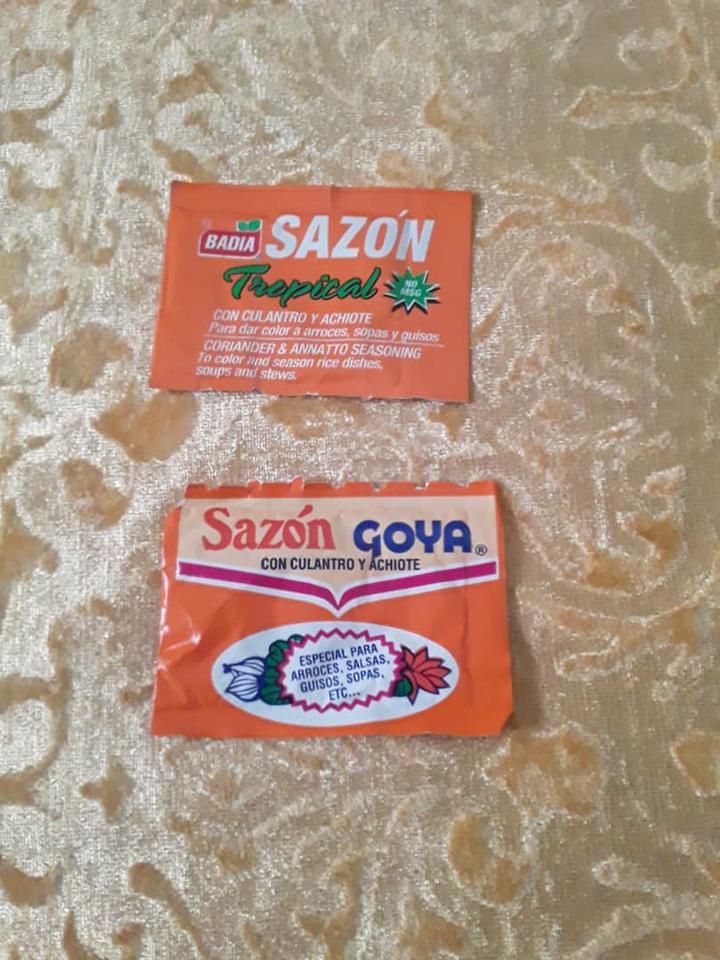 BADIA SAZÓN
Tropical
NO
MSG
CON CULANTRO Y ACHIOTE
Para dar color a arroces, sopas y guisos
CORIANDER & ANNATTO SEASONING
To color and season rice dishes,
soups and stews.
Sazón GOYA®
CON CULANTRO Y ACHIOTE
ESPECIAL PARA
ARROCES, SALSAS,
GUISOS, SOPAS,
ETC...